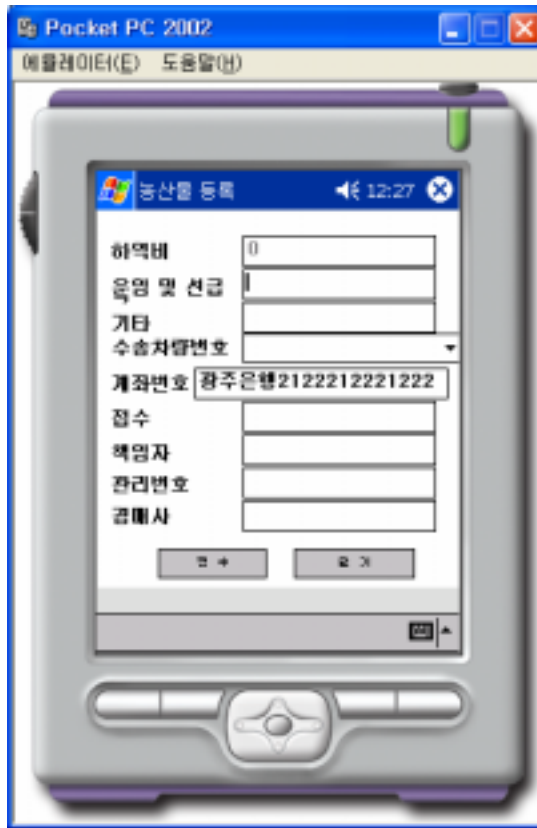 Pocket PC 2002
에뮬레이터(E) 도움말(H)
농산물 등록 12:27
하역비 0
운임 및 선급
기타
수송차량번호
계좌번호 광주은행2122212221222
접수
책임자
관리번호
경매사
접 수